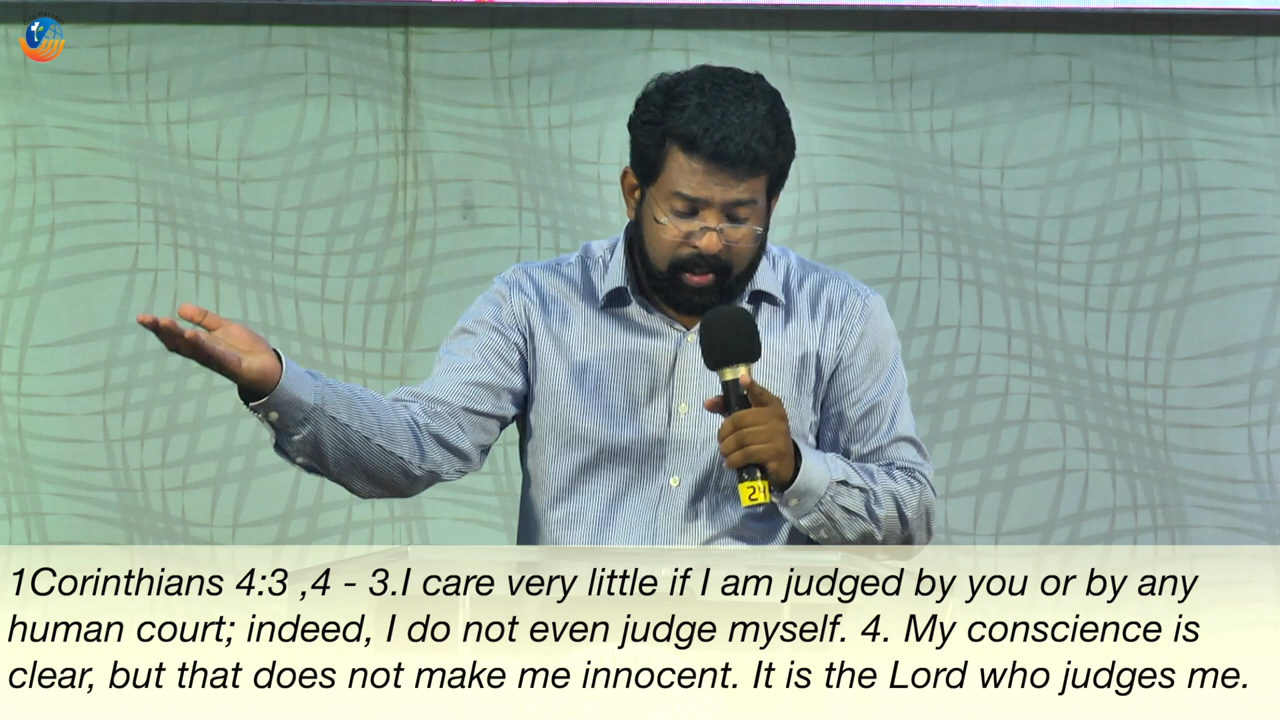 24
1Corinthians 4:3 ,4 - 3.I care very little if I am judged by you or by any
human court; indeed, I do not even judge myself. 4. My conscience is
clear, but that does not make me innocent. It is the Lord who judges me.